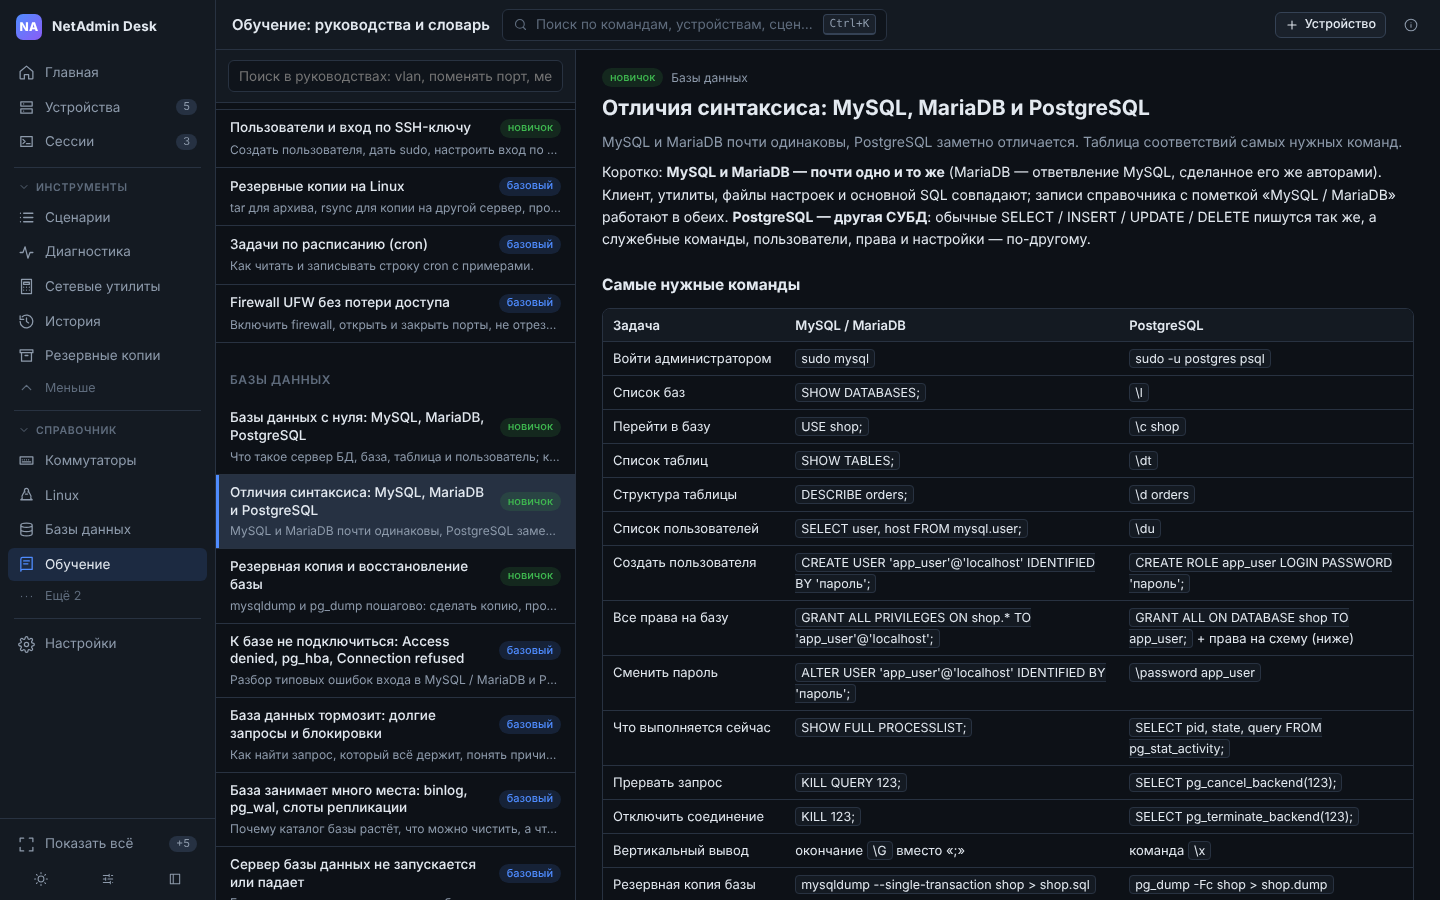 NA NetAdmin Desk
Главная
Устройства 5
Сессии 3
ИНСТРУМЕНТЫ
Сценарии
Диагностика
Сетевые утилиты
История
Резервные копии
Меньше
СПРАВОЧНИК
Коммутаторы
Linux
Базы данных
Обучение
Ещё 2
Настройки
Показать всё +5
Обучение: руководства и словарь
Поиск по командам, устройствам, сцен... Ctrl+K
Устройство
Поиск в руководствах: vlan, поменять порт, ме
Пользователи и вход по SSH-ключу новичок
Создать пользователя, дать sudo, настроить вход по ...
Резервные копии на Linux базовый
tar для архива, rsync для копии на другой сервер, про...
Задачи по расписанию (cron) базовый
Как читать и записывать строку cron с примерами.
Firewall UFW без потери доступа базовый
Включить firewall, открыть и закрыть порты, не отрез...
БАЗЫ ДАННЫХ
Базы данных с нуля: MySQL, MariaDB,
PostgreSQL новичок
Что такое сервер БД, база, таблица и пользователь; к...
Отличия синтаксиса: MySQL, MariaDB
и PostgreSQL новичок
MySQL и MariaDB почти одинаковы, PostgreSQL заме...
Резервная копия и восстановление
базы новичок
mysqldump и pg_dump пошагово: сделать копию, про...
К базе не подключиться: Access
denied, pg_hba, Connection refused базовый
Разбор типовых ошибок входа в MySQL / MariaDB и P...
База данных тормозит: долгие
запросы и блокировки базовый
Как найти запрос, который всё держит, понять причи...
База занимает много места: binlog,
pg_wal, слоты репликации базовый
Почему каталог базы растёт, что можно чистить, а чт...
Сервер базы данных не запускается
или падает базовый
новичок Базы данных
Отличия синтаксиса: MySQL, MariaDB и PostgreSQL
MySQL и MariaDB почти одинаковы, PostgreSQL заметно отличается. Таблица соответствий самых нужных команд.
Коротко: MySQL и MariaDB — почти одно и то же (MariaDB — ответвление MySQL, сделанное его же авторами).
Клиент, утилиты, файлы настроек и основной SQL совпадают; записи справочника с пометкой «MySQL / MariaDB»
работают в обеих. PostgreSQL — другая СУБД: обычные SELECT / INSERT / UPDATE / DELETE пишутся так же, а
служебные команды, пользователи, права и настройки — по-другому.
Самые нужные команды
Задача MySQL / MariaDB PostgreSQL
Войти администратором sudo mysql sudo -u postgres psql
Список баз SHOW DATABASES; \l
Перейти в базу USE shop; \c shop
Список таблиц SHOW TABLES; \dt
Структура таблицы DESCRIBE orders; \d orders
Список пользователей SELECT user, host FROM mysql.user; \du
Создать пользователя CREATE USER 'app_user'@'localhost' IDENTIFIED CREATE ROLE app_user LOGIN PASSWORD
BY 'пароль'; 'пароль';
Все права на базу GRANT ALL PRIVILEGES ON shop.* TO GRANT ALL ON DATABASE shop TO
'app_user'@'localhost'; app_user; + права на схему (ниже)
Сменить пароль ALTER USER 'app_user'@'localhost' IDENTIFIED BY \password app_user
'пароль';
Что выполняется сейчас SHOW FULL PROCESSLIST; SELECT pid, state, query FROM
pg_stat_activity;
Прервать запрос KILL QUERY 123; SELECT pg_cancel_backend(123);
Отключить соединение KILL 123; SELECT pg_terminate_backend(123);
Вертикальный вывод окончание \G вместо «;» команда \x
Резервная копия базы mysqldump --single-transaction shop > shop.sql pg_dump -Fc shop > shop.dump